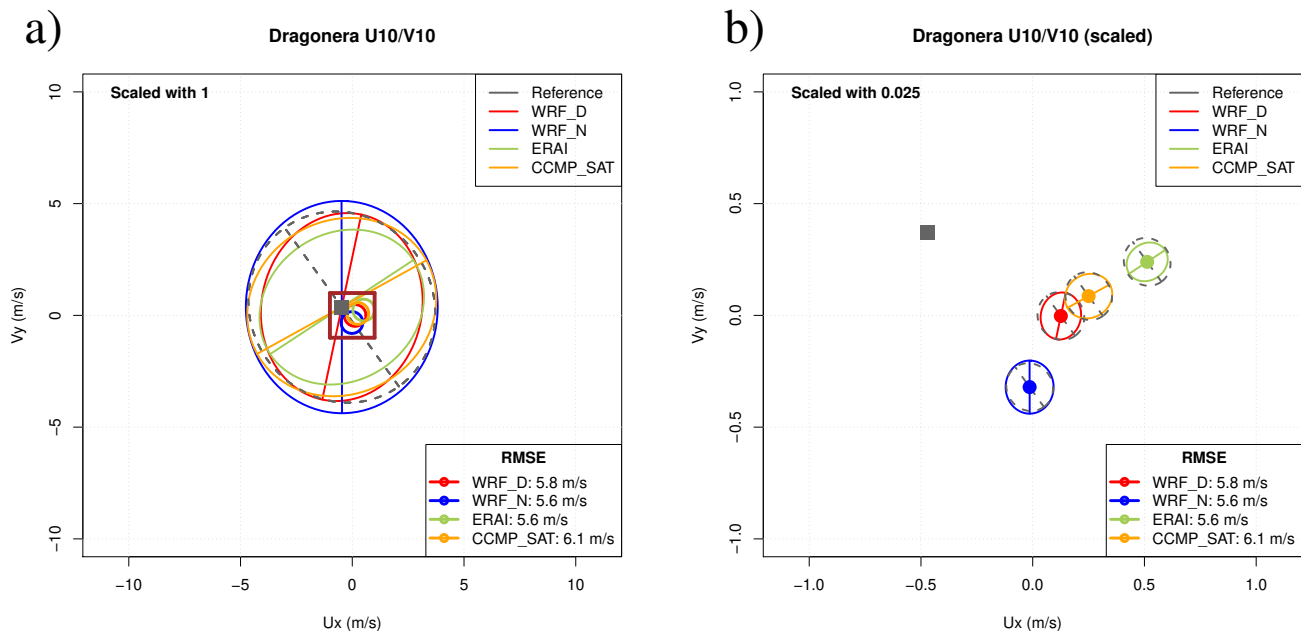 a)
Dragonera U10/V10
Scaled with 1
Reference
WRF_D
WRF_N
ERAI
CCMP_SAT
10
5
0
−5
−10
Vy (m/s)
RMSE
WRF_D: 5.8 m/s
WRF_N: 5.6 m/s
ERAI: 5.6 m/s
CCMP_SAT: 6.1 m/s
−10 −5 0 5 10
Ux (m/s)
b)
Dragonera U10/V10 (scaled)
Scaled with 0.025
Reference
WRF_D
WRF_N
ERAI
CCMP_SAT
1.0
0.5
0.0
−0.5
−1.0
Vy (m/s)
RMSE
WRF_D: 5.8 m/s
WRF_N: 5.6 m/s
ERAI: 5.6 m/s
CCMP_SAT: 6.1 m/s
−1.0 −0.5 0.0 0.5 1.0
Ux (m/s)